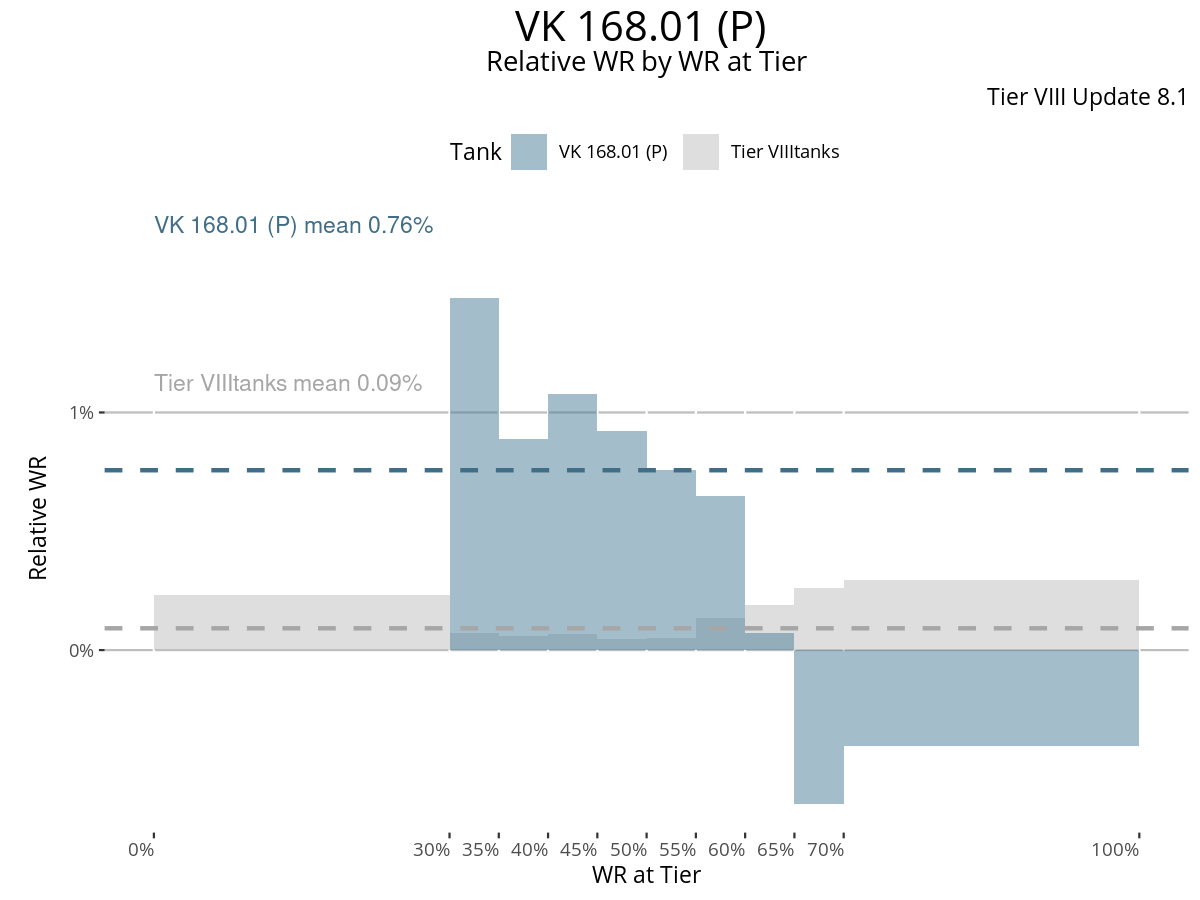 VK 168.01 (P)
Relative WR by WR at Tier
Tier VIII Update 8.1
Tank VK 168.01 (P) Tier VIIItanks
VK 168.01 (P) mean 0.76%
Tier VIIItanks mean 0.09%
1%
Relative WR
0%
0% 30% 35% 40% 45% 50% 55% 60% 65% 70% 100%
WR at Tier